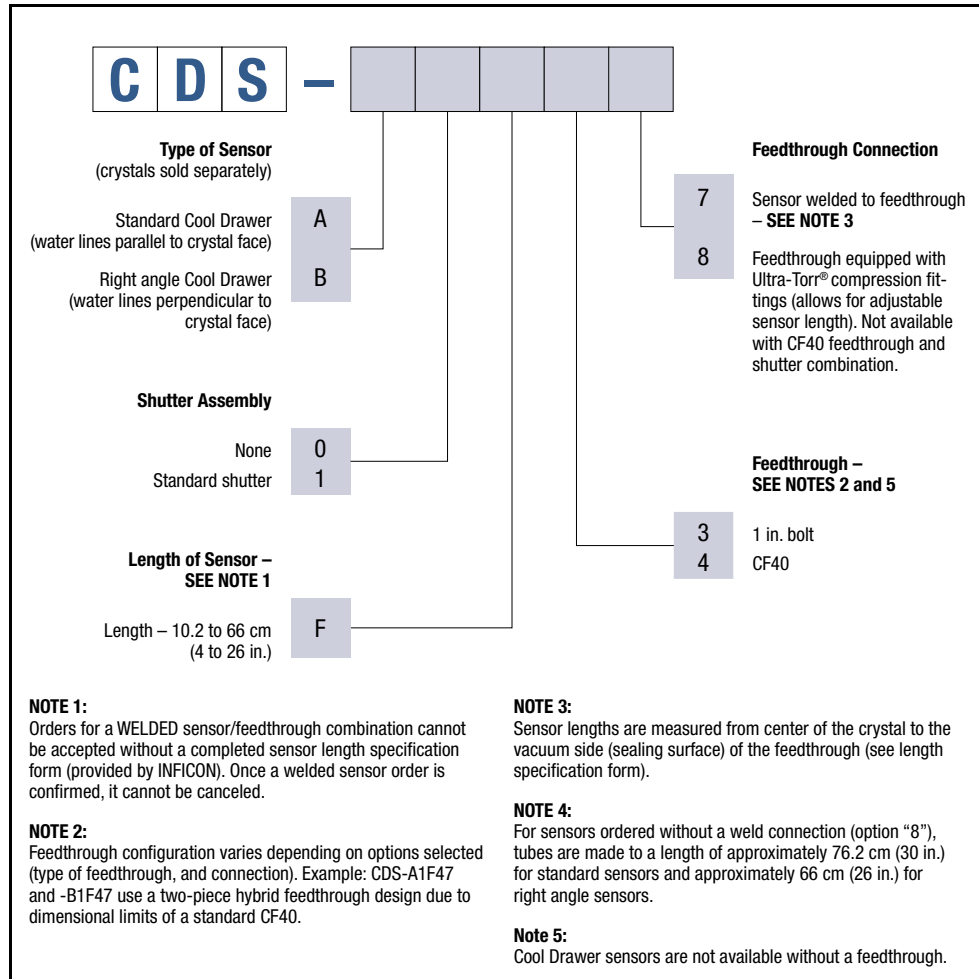 CDS –
Type of Sensor
(crystals sold separately)
Standard Cool Drawer
(water lines parallel to crystal face)
A
Right angle Cool Drawer
(water lines perpendicular to
crystal face)
B
Shutter Assembly
None
0
Standard shutter
1
Length of Sensor –
SEE NOTE 1
Length – 10.2 to 66 cm
(4 to 26 in.)
F
Feedthrough Connection
7
Sensor welded to feedthrough
– SEE NOTE 3
8
Feedthrough equipped with
Ultra-Torr® compression fit-
tings (allows for adjustable
sensor length). Not available
with CF40 feedthrough and
shutter combination.
Feedthrough –
SEE NOTES 2 and 5
3
1 in. bolt
4
CF40
NOTE 1:
Orders for a WELDED sensor/feedthrough combination cannot
be accepted without a completed sensor length specification
form (provided by INFICON). Once a welded sensor order is
confirmed, it cannot be canceled.
NOTE 2:
Feedthrough configuration varies depending on options selected
(type of feedthrough, and connection). Example: CDS-A1F47
and -B1F47 use a two-piece hybrid feedthrough design due to
dimensional limits of a standard CF40.
NOTE 3:
Sensor lengths are measured from center of the crystal to the
vacuum side (sealing surface) of the feedthrough (see length
specification form).
NOTE 4:
For sensors ordered without a weld connection (option “8”),
tubes are made to a length of approximately 76.2 cm (30 in.)
for standard sensors and approximately 66 cm (26 in.) for
right angle sensors.
Note 5:
Cool Drawer sensors are not available without a feedthrough.